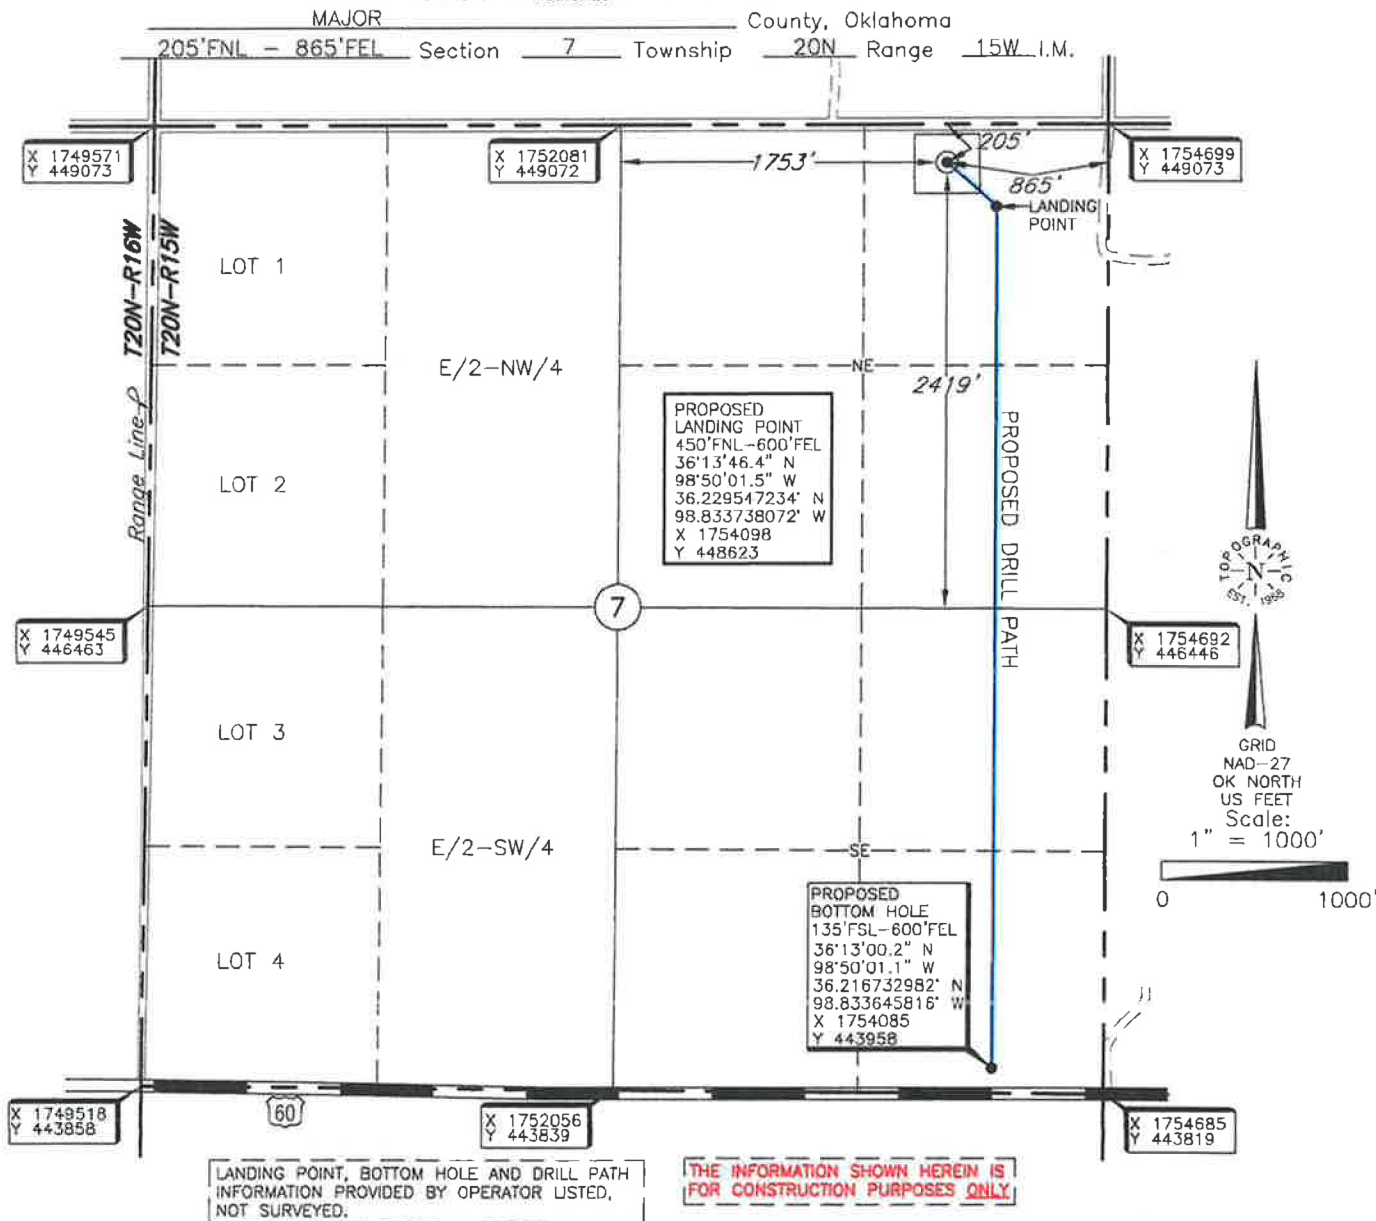 MAJOR County, Oklahoma
205'FNL - 865'FEL Section 7 Township 20N Range 15W I.M.
X 1749571
Y 449073
X 1752081
Y 449072
X 1754699
Y 449073
205'
1753'
865'
LANDING
POINT
T20N-R16W
T20N-R15W
Range Line
LOT 1
E/2-NW/4
NE
2419'
PROPOSED
LANDING POINT
450'FNL-600'FEL
36°13'46.4" N
98°50'01.5" W
36.229547234° N
98.833738072° W
X 1754098
Y 448623
LOT 2
PROPOSED DRILL PATH
TOPOGRAPHIC
N
EST. 1958
7
X 1749545
Y 446463
X 1754692
Y 446446
LOT 3
GRID
NAD-27
OK NORTH
US FEET
Scale:
1" = 1000'
0 1000'
E/2-SW/4
SE
PROPOSED
BOTTOM HOLE
135'FSL-600'FEL
36°13'00.2" N
98°50'01.1" W
36.216732982° N
98.833645816° W
X 1754085
Y 443958
LOT 4
60
X 1749518
Y 443858
X 1752056
Y 443839
X 1754685
Y 443819
LANDING POINT, BOTTOM HOLE AND DRILL PATH
INFORMATION PROVIDED BY OPERATOR LISTED,
NOT SURVEYED.
THE INFORMATION SHOWN HEREIN IS
FOR CONSTRUCTION PURPOSES ONLY